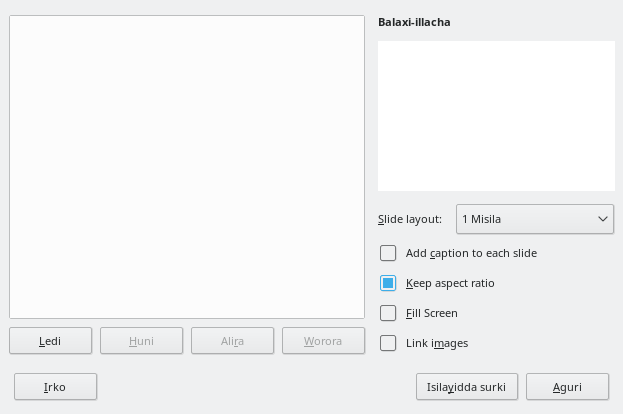 Balaxi-illacha
Slide layout:
1 Misila
Add caption to each slide
Keep aspect ratio
Fill Screen
Link images
Ledi
Huni
Alira
Worora
Irko
Isilayidda surki
Aguri